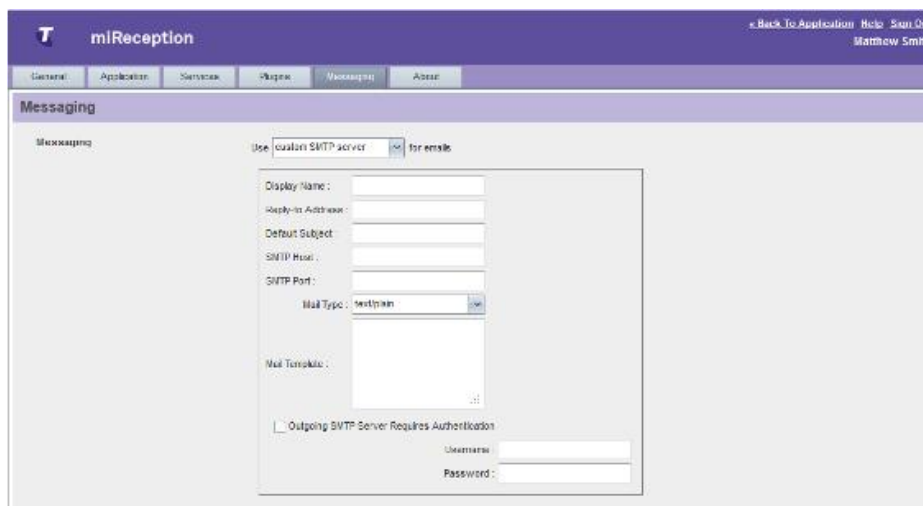 « Back To Application Help Sign O
T miReception
Matthew Smi
General Application Services Plugins Messaging About
Messaging
Messaging
Use custom SMTP server for emails
Display Name :
Reply-to Address :
Default Subject
SMTP Host :
SMTP Port :
Mail Type : text/plain
Mail Template :
Outgoing SMTP Server Requires Authentication
Username
Password :